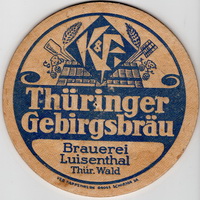 K&F
Thüringer
Gebirgsbräu
Brauerei
Luisenthal
Thür. Wald